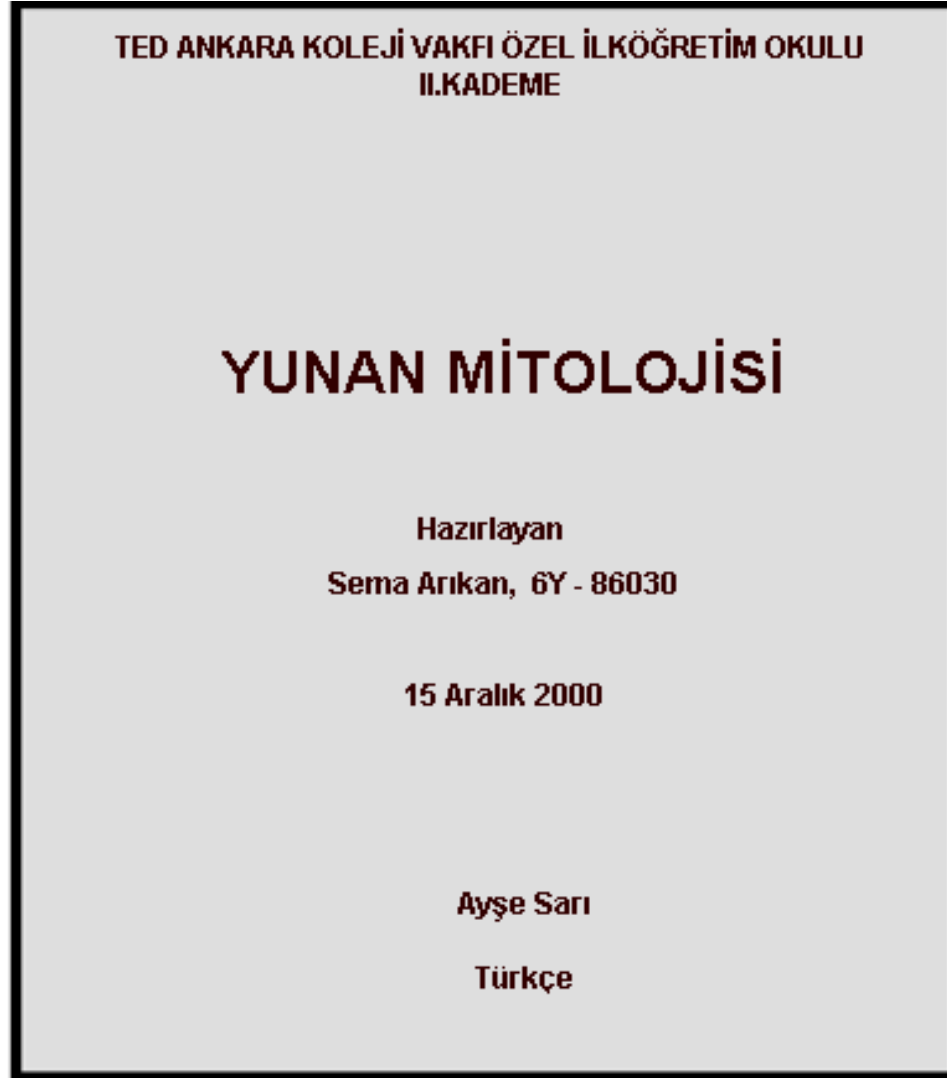 TED ANKARA KOLEJİ VAKFI ÖZEL İLKÖĞRETİM OKULU
II.KADEME
YUNAN MİTOLOJİSİ
Hazırlayan
Sema Arıkan, 6Y - 86030
15 Aralık 2000
Ayşe Sarı
Türkçe